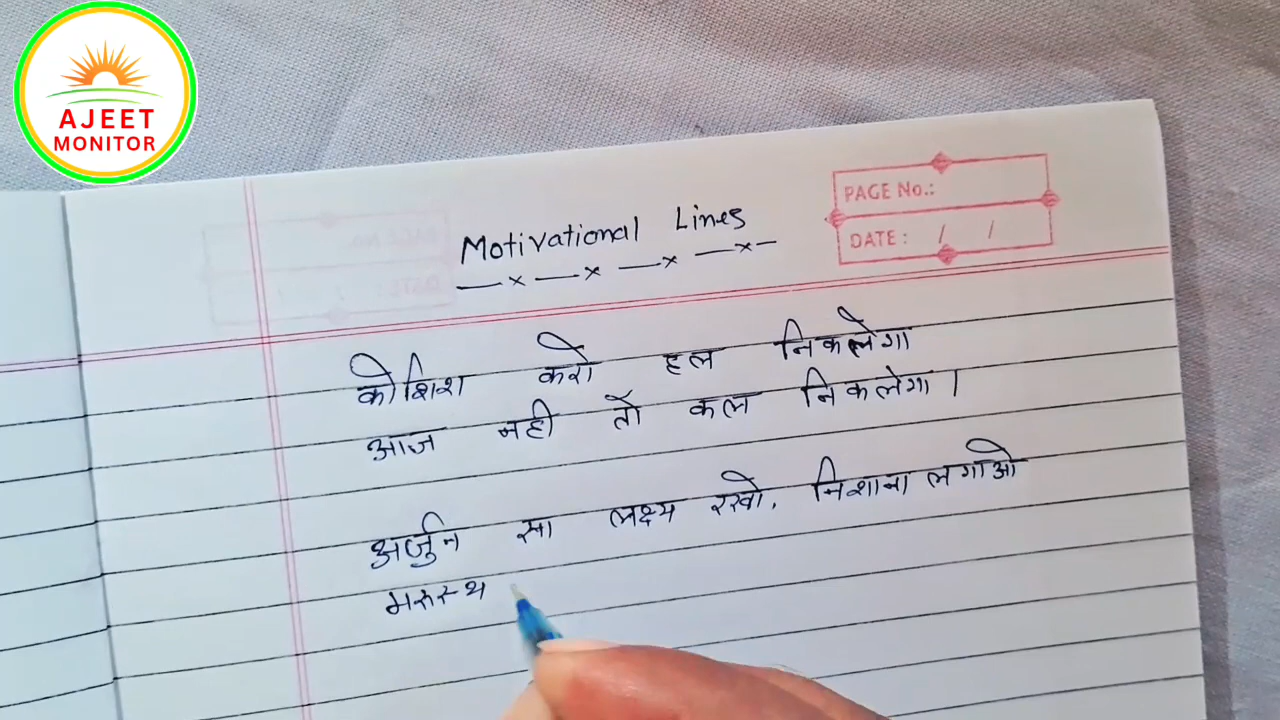 AJEET
MONITOR
PAGE No.:
DATE: / /
Motivational Lines
कोशिश करो हल निकलेगा
आज नही तो कल निकलेगा।
अर्जुन सा लक्ष्य रखो, निशाना लगाओ
मरुस्थ